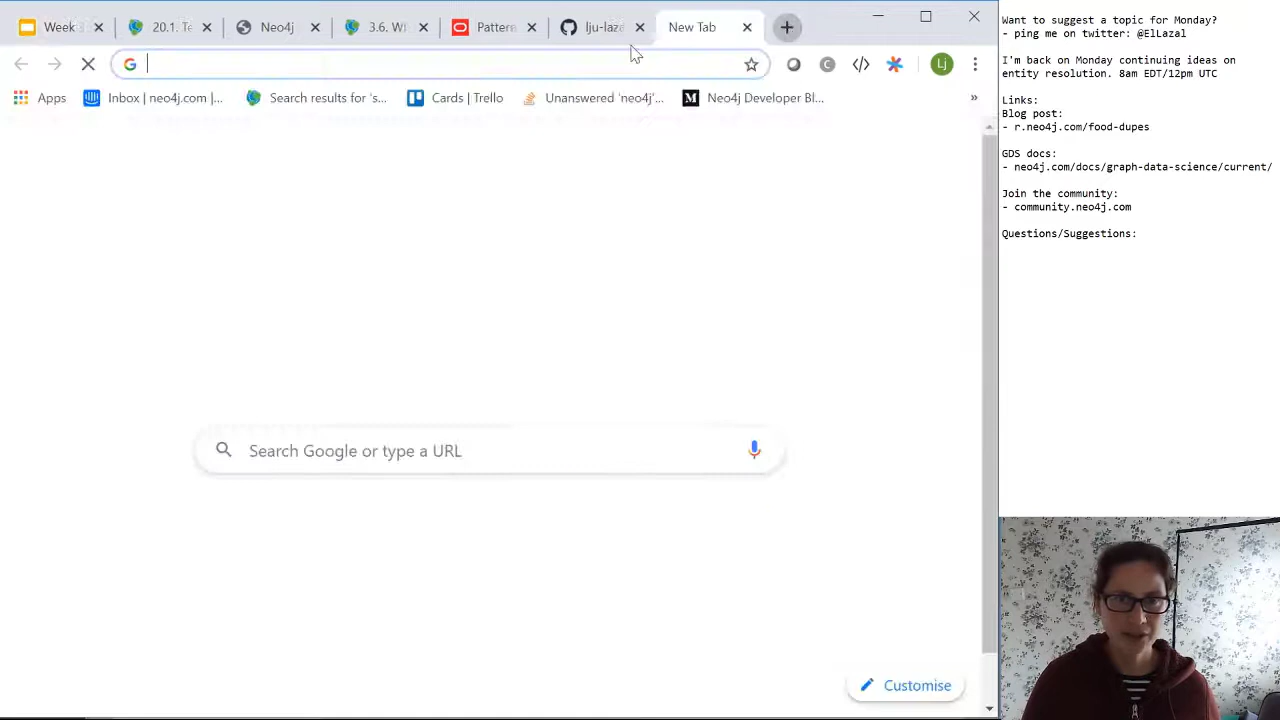 Week 3
20.1. Te
Neo4j
3.6. Wi
Pattere
lju-laze
New Tab
Apps
Inbox | neo4j.com |...
Search results for 's...
Cards | Trello
Unanswered 'neo4j'...
Neo4j Developer Bl...
»
Lj
Search Google or type a URL
Customise
Want to suggest a topic for Monday?
- ping me on twitter: @ElLazal
I'm back on Monday continuing ideas on
entity resolution. 8am EDT/12pm UTC
Links:
Blog post:
- r.neo4j.com/food-dupes
GDS docs:
- neo4j.com/docs/graph-data-science/current/
Join the community:
- community.neo4j.com
Questions/Suggestions: